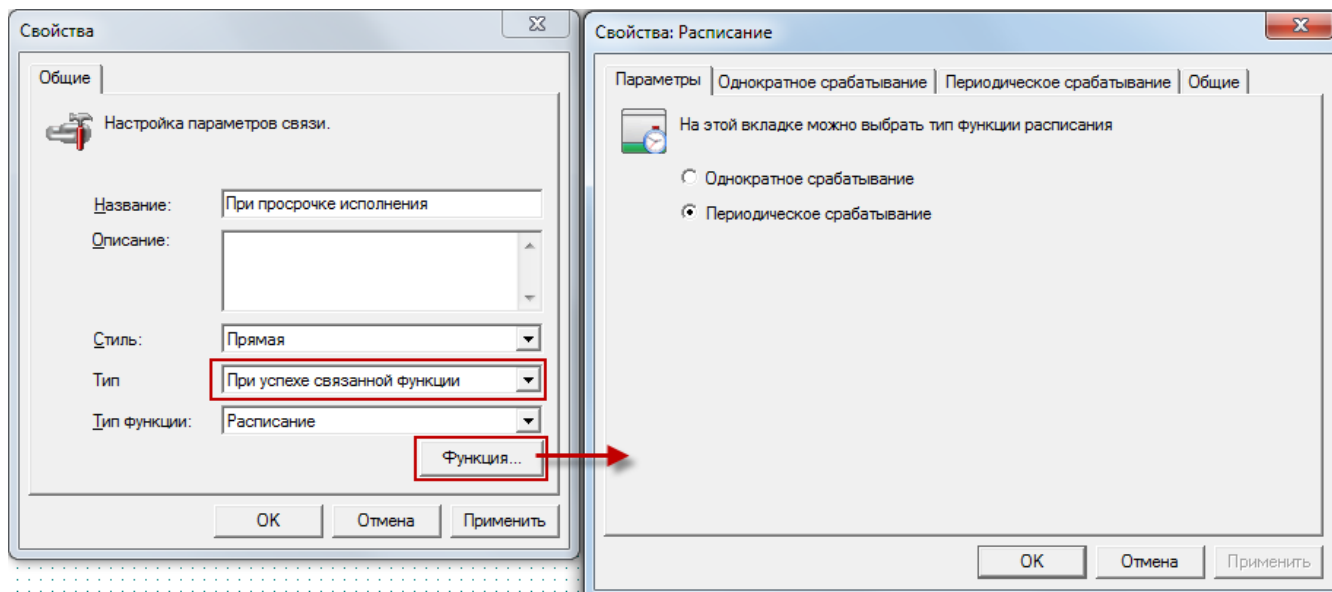 Свойства
Общие
Настройка параметров связи.
Название:
При просрочке исполнения
Описание:
Стиль:
Прямая
Тип
При успехе связанной функции
Тип функции:
Расписание
Функция...
ОК
Отмена
Применить
Свойства: Расписание
Параметры
Однократное срабатывание
Периодическое срабатывание
Общие
На этой вкладке можно выбрать тип функции расписания
Однократное срабатывание
Периодическое срабатывание
ОК
Отмена
Применить